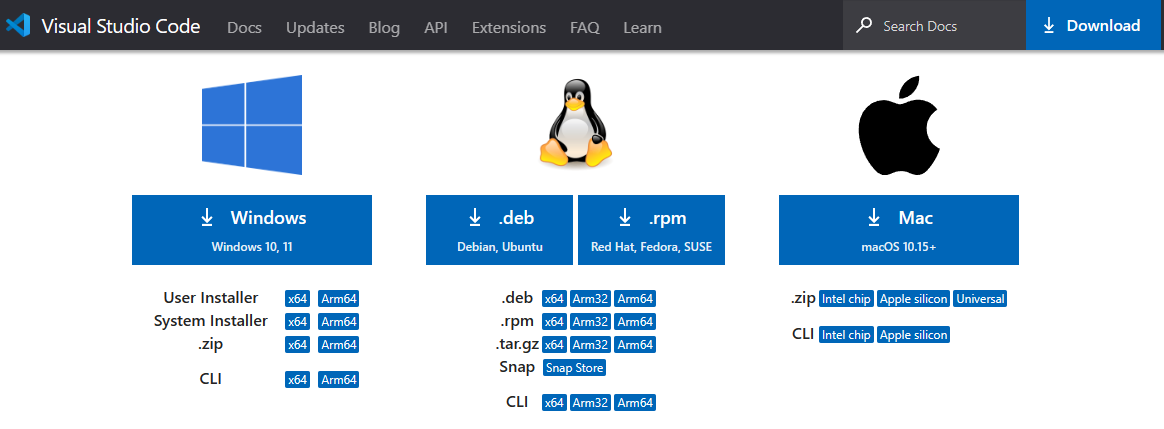 Visual Studio Code Docs Updates Blog API Extensions FAQ Learn Search Docs Download
Windows
Windows 10, 11
.deb
Debian, Ubuntu
.rpm
Red Hat, Fedora, SUSE
Mac
macOS 10.15+
User Installer x64 Arm64
System Installer x64 Arm64
.zip x64 Arm64
CLI x64 Arm64
.deb x64 Arm32 Arm64
.rpm x64 Arm32 Arm64
.tar.gz x64 Arm32 Arm64
Snap Snap Store
CLI x64 Arm32 Arm64
.zip Intel chip Apple silicon Universal
CLI Intel chip Apple silicon